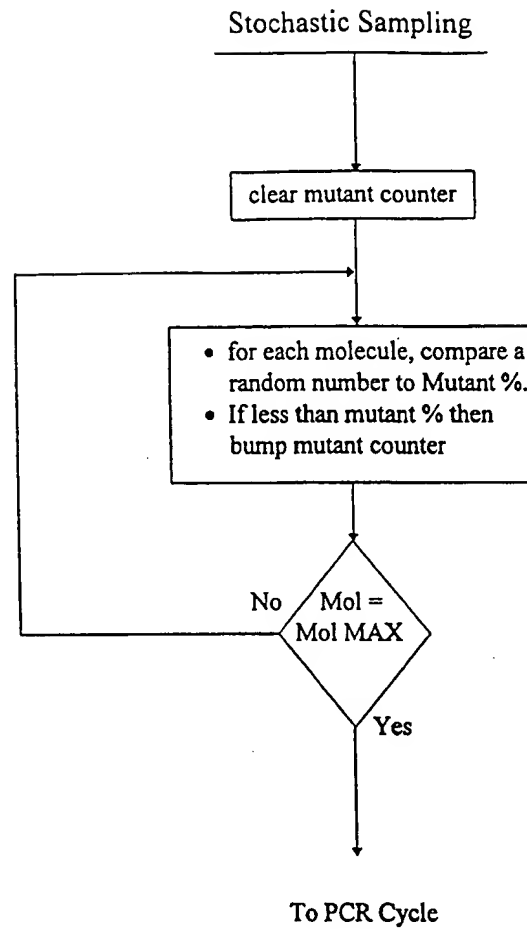 Stochastic Sampling
clear mutant counter
• for each molecule, compare a
random number to Mutant %.
• If less than mutant % then
bump mutant counter
No
Mol =
Mol MAX
Yes
To PCR Cycle